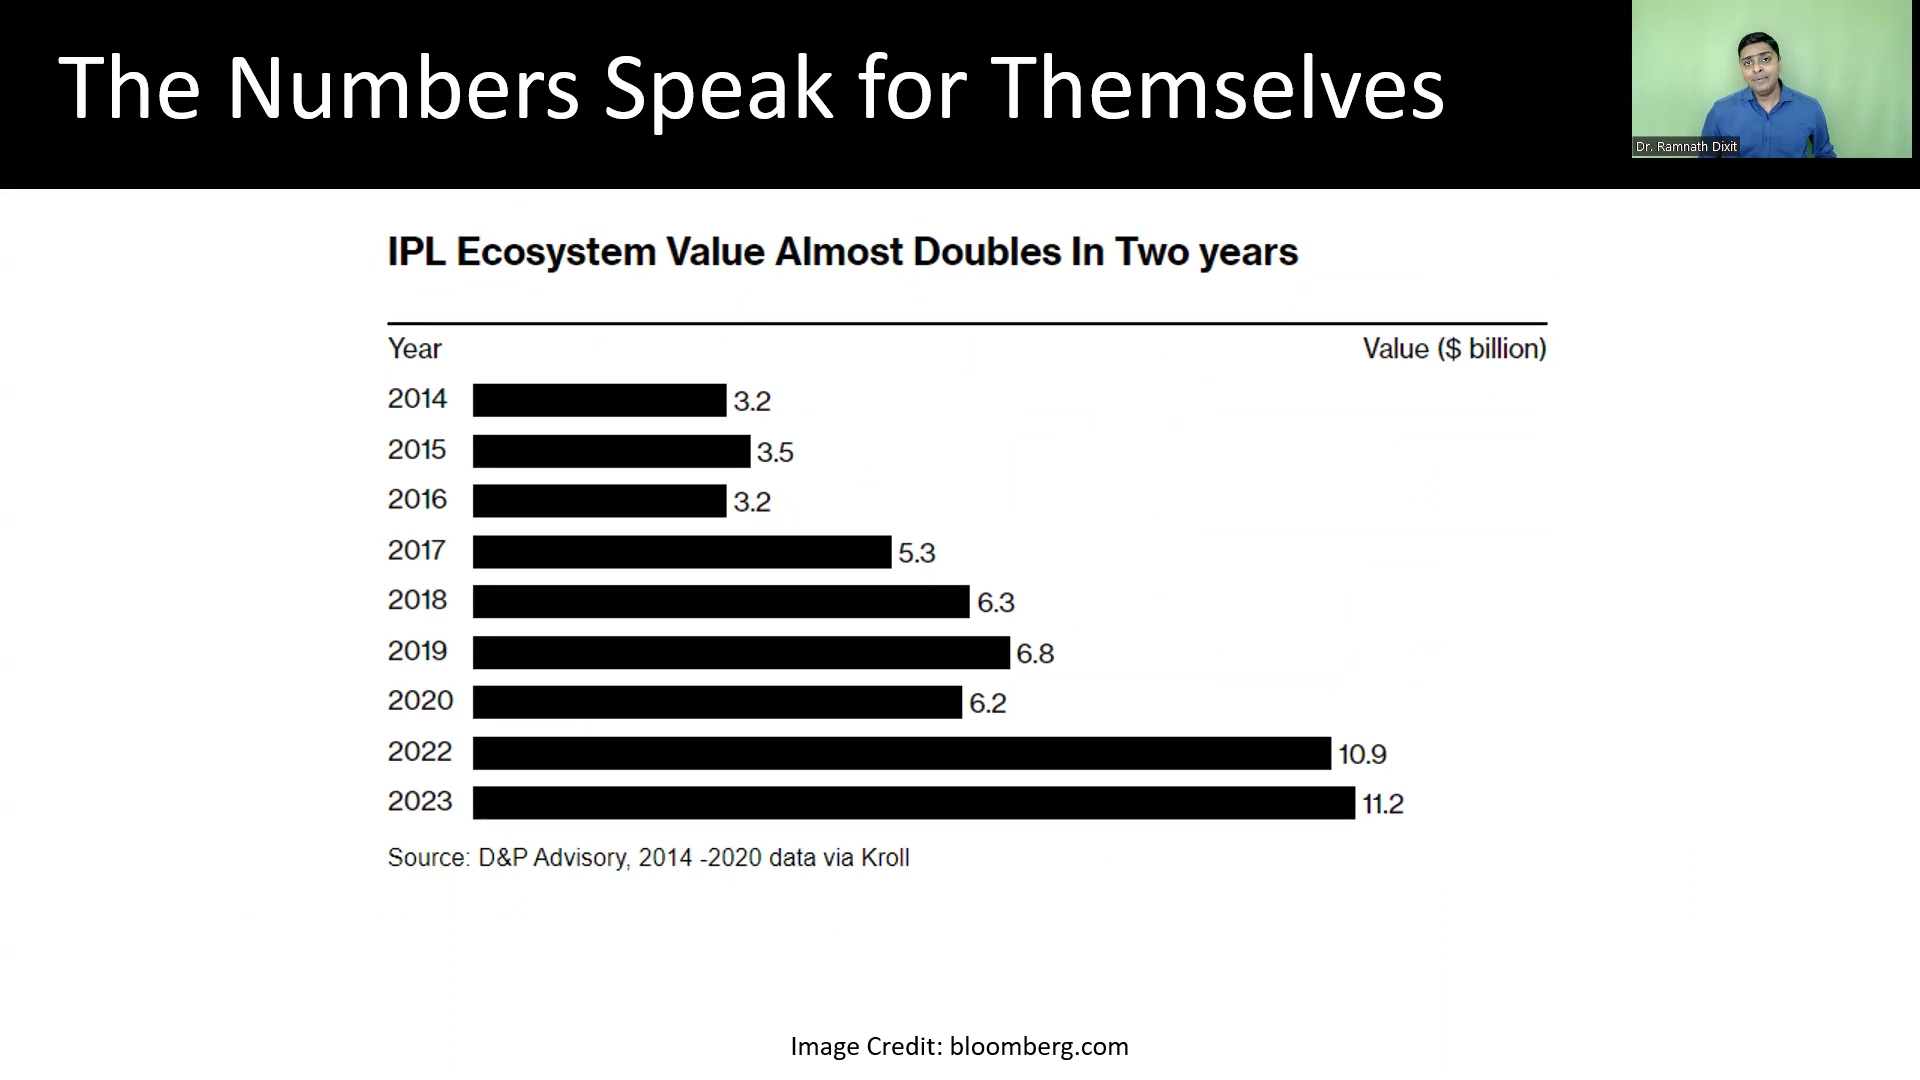 The Numbers Speak for Themselves
Dr. Ramnath Dixit
IPL Ecosystem Value Almost Doubles In Two years
Year Value ($ billion)
2014 3.2
2015 3.5
2016 3.2
2017 5.3
2018 6.3
2019 6.8
2020 6.2
2022 10.9
2023 11.2
Source: D&P Advisory, 2014 -2020 data via Kroll
Image Credit: bloomberg.com